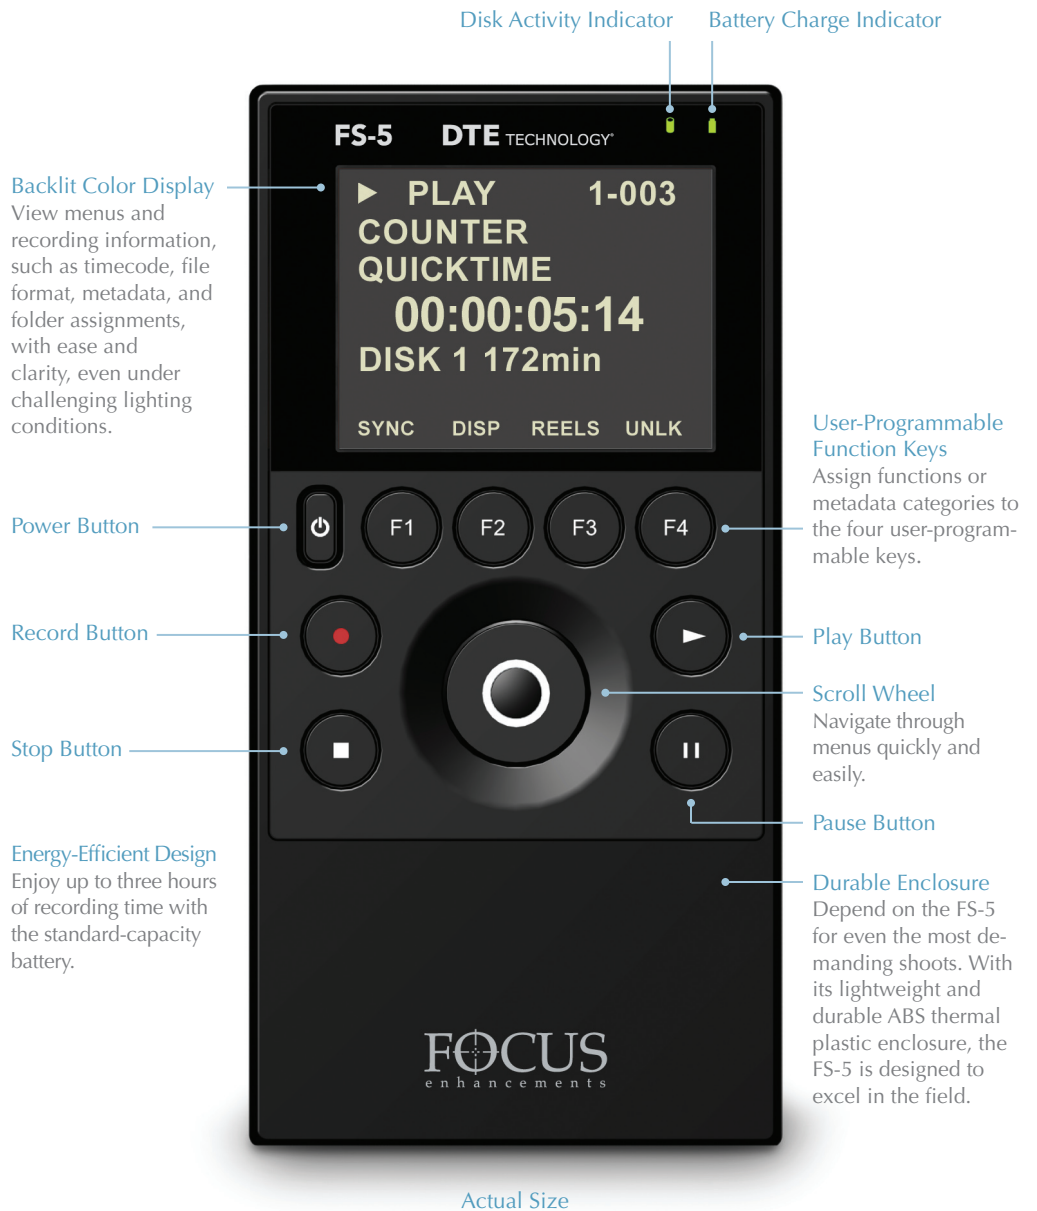 Disk Activity Indicator
Battery Charge Indicator
FS-5 DTE TECHNOLOGY®
Backlit Color Display
View menus and
recording information,
such as timecode, file
format, metadata, and
folder assignments,
with ease and
clarity, even under
challenging lighting
conditions.
PLAY 1-003
COUNTER
QUICKTIME
00:00:05:14
DISK 1 172min
SYNC DISP REELS UNLK
User-Programmable
Function Keys
Assign functions or
metadata categories to
the four user-program-
mable keys.
Power Button
F1 F2 F3 F4
Record Button
Play Button
Scroll Wheel
Navigate through
menus quickly and
easily.
Stop Button
Pause Button
Energy-Efficient Design
Enjoy up to three hours
of recording time with
the standard-capacity
battery.
Durable Enclosure
Depend on the FS-5
for even the most de-
manding shoots. With
its lightweight and
durable ABS thermal
plastic enclosure, the
FS-5 is designed to
excel in the field.
FOCUS
enhancements
Actual Size